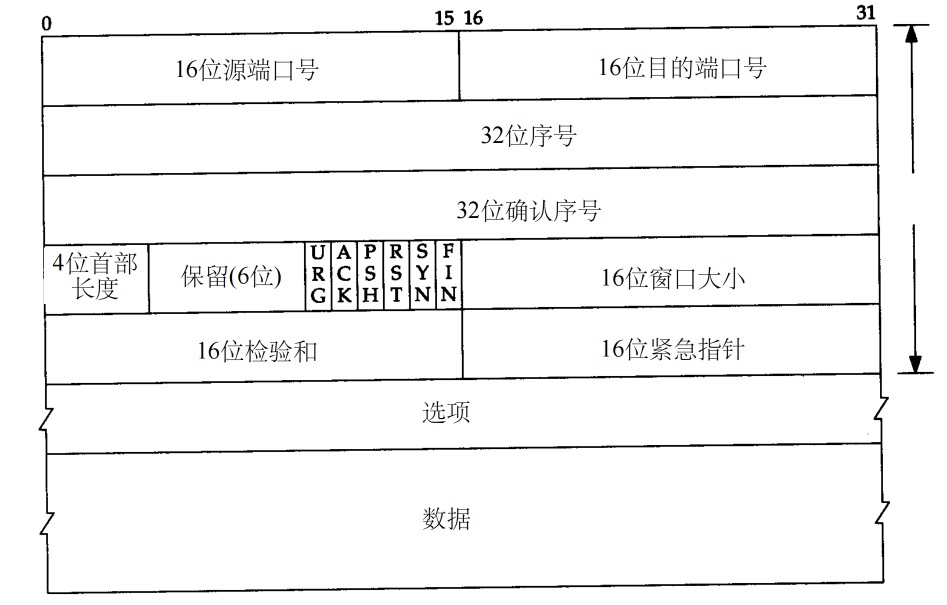 0 15 16 31
16位源端口号 16位目的端口号
32位序号
32位确认序号
4位首部
长度
保留(6位)
URG
ACK
PSH
RST
SYN
FIN
16位窗口大小
16位检验和 16位紧急指针
选项
数据